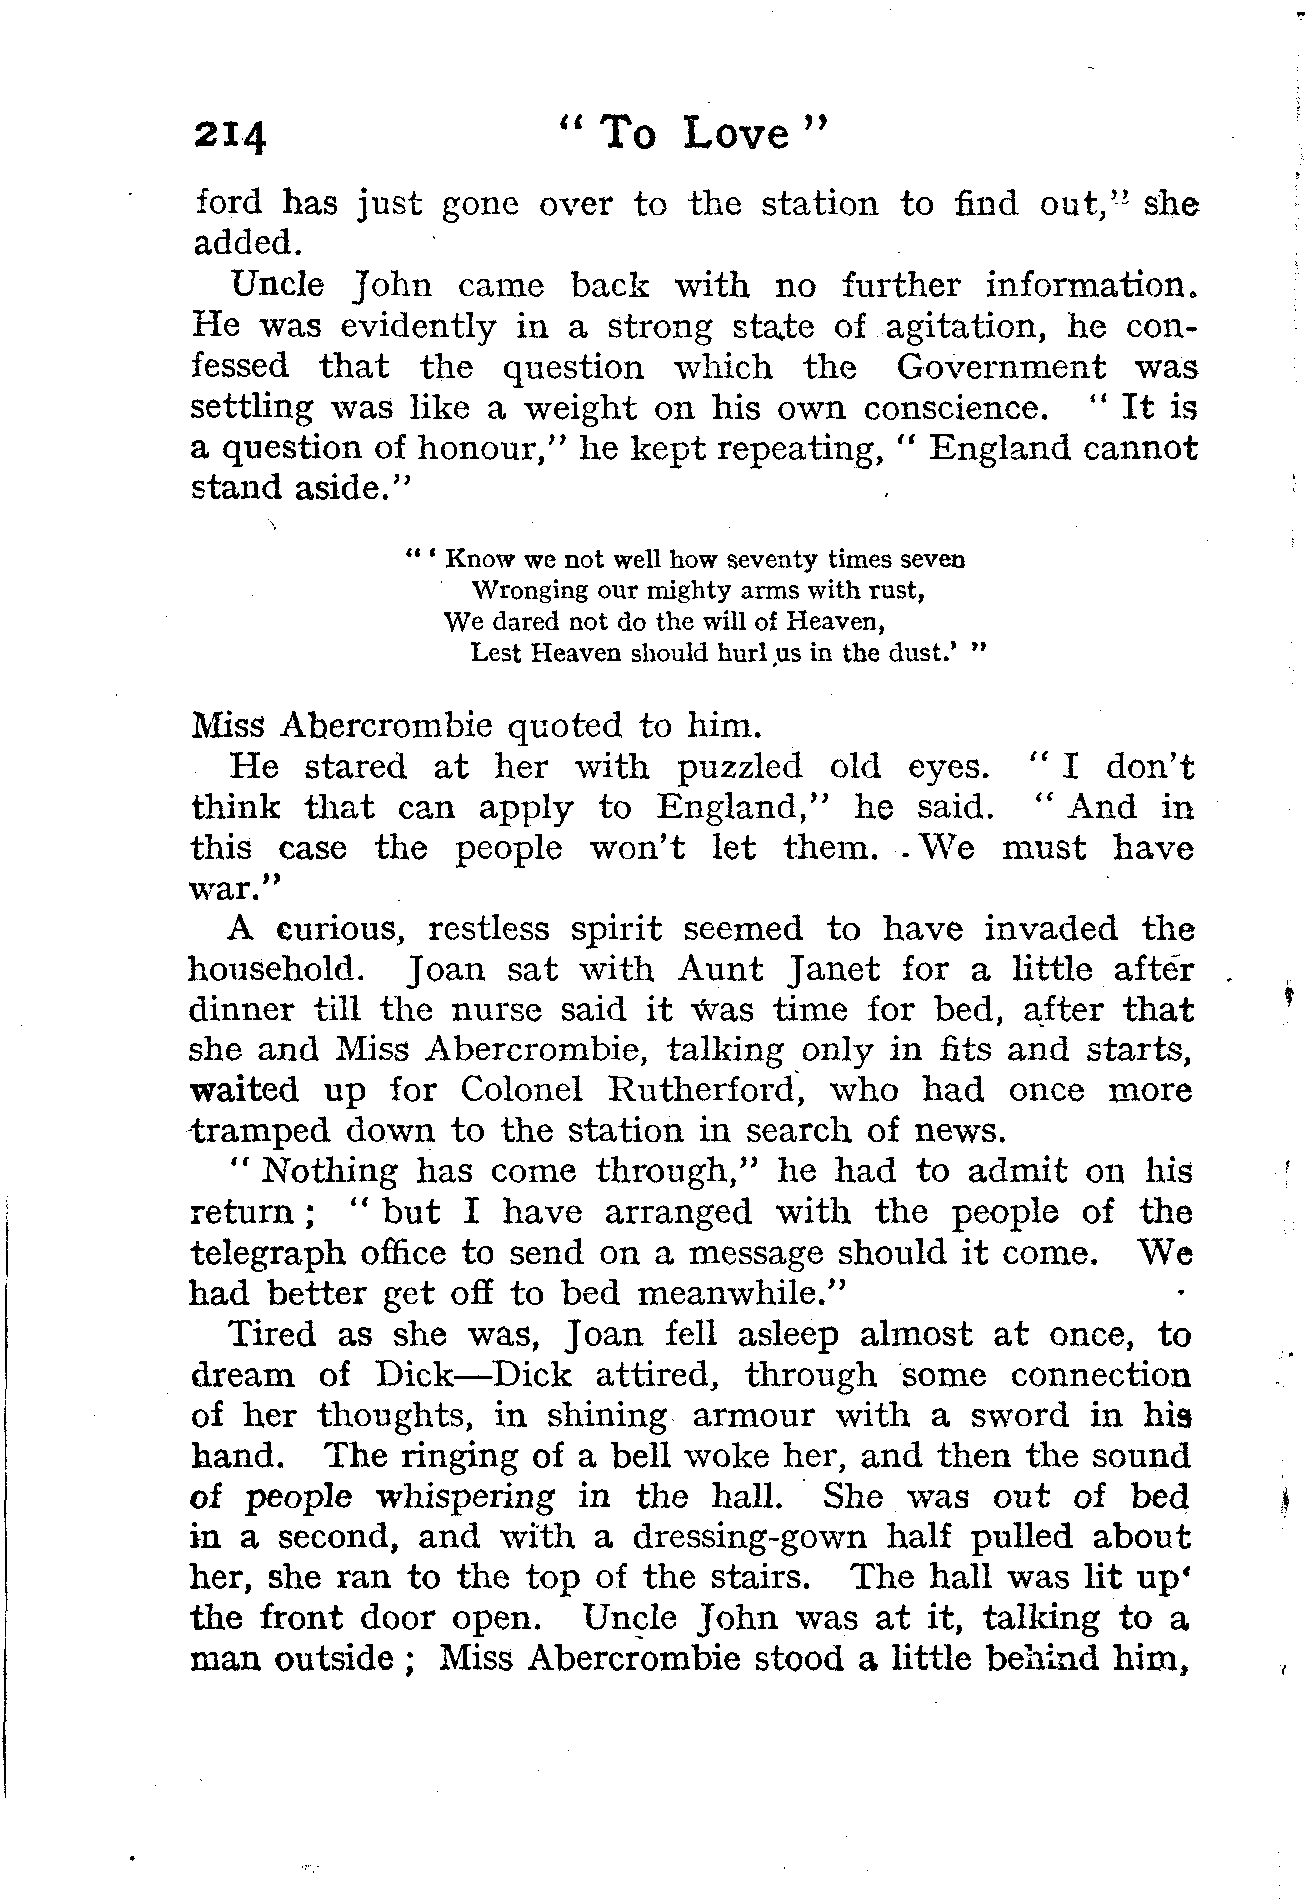 214 “ To Love ”
ford has just gone over to the station to find out,” she
added.
Uncle John came back with no further information.
He was evidently in a strong state of agitation, he con-
fessed that the question which the Government was
settling was like a weight on his own conscience. “ It is
a question of honour,” he kept repeating, “ England cannot
stand aside.”
“ ‘ Know we not well how seventy times seven
Wronging our mighty arms with rust,
We dared not do the will of Heaven,
Lest Heaven should hurl us in the dust.’ ”
Miss Abercrombie quoted to him.
He stared at her with puzzled old eyes. “ I don’t
think that can apply to England,” he said. “ And in
this case the people won’t let them. We must have
war.”
A curious, restless spirit seemed to have invaded the
household. Joan sat with Aunt Janet for a little after
dinner till the nurse said it was time for bed, after that
she and Miss Abercrombie, talking only in fits and starts,
waited up for Colonel Rutherford, who had once more
tramped down to the station in search of news.
“ Nothing has come through,” he had to admit on his
return ; “ but I have arranged with the people of the
telegraph office to send on a message should it come. We
had better get off to bed meanwhile.”
Tired as she was, Joan fell asleep almost at once, to
dream of Dick—Dick attired, through some connection
of her thoughts, in shining armour with a sword in his
hand. The ringing of a bell woke her, and then the sound
of people whispering in the hall. She was out of bed
in a second, and with a dressing-gown half pulled about
her, she ran to the top of the stairs. The hall was lit up‘
the front door open. Uncle John was at it, talking to a
man outside ; Miss Abercrombie stood a little behind him,